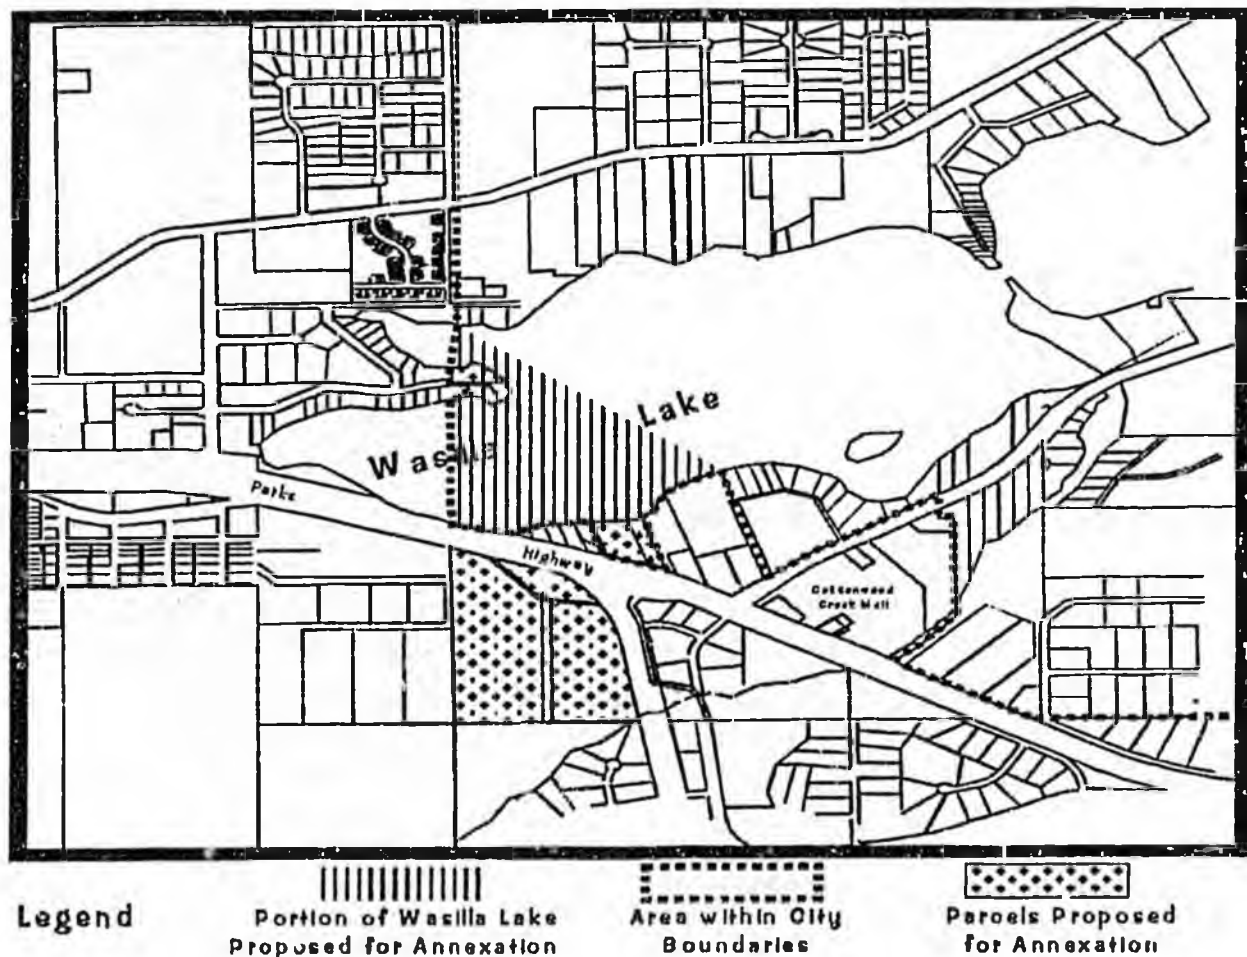 Wasilla Lake
Parks Highway
Cottonwood
Creek Mall
Legend
Portion of Wasilla Lake
Proposed for Annexation
Area within City
Boundaries
Parcels Proposed
for Annexation